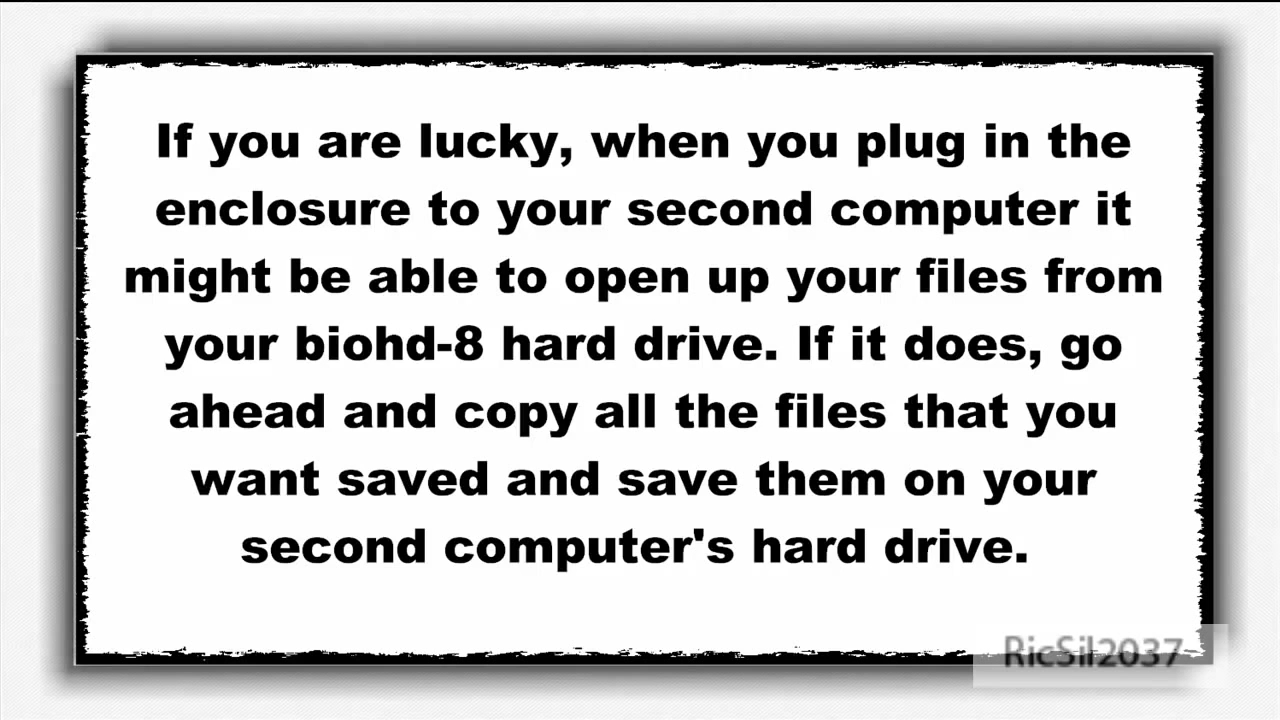 If you are lucky, when you plug in the
enclosure to your second computer it
might be able to open up your files from
your biohd-8 hard drive. If it does, go
ahead and copy all the files that you
want saved and save them on your
second computer's hard drive.
RicSil2037